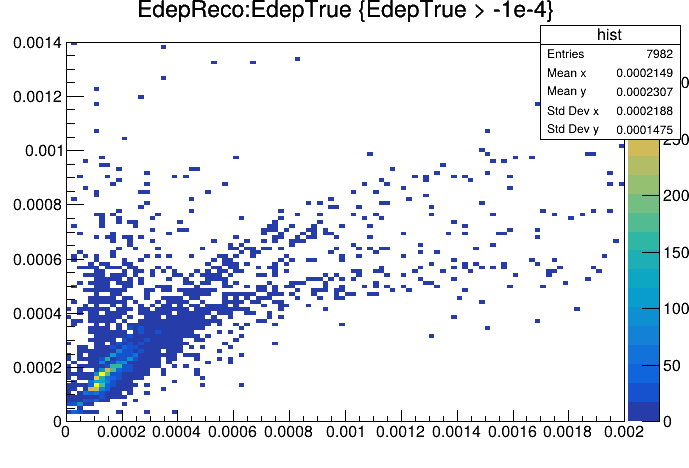 EdepReco:EdepTrue {EdepTrue > -1e-4}
hist
Entries 7982
Mean x 0.0002149
Mean y 0.0002307
Std Dev x 0.0002188
Std Dev y 0.0001475
0.0014
0.0012
0.001
0.0008
0.0006
0.0004
0.0002
0
0 0.0002 0.0004 0.0006 0.0008 0.001 0.0012 0.0014 0.0016 0.0018 0.002
200
150
100
50
0